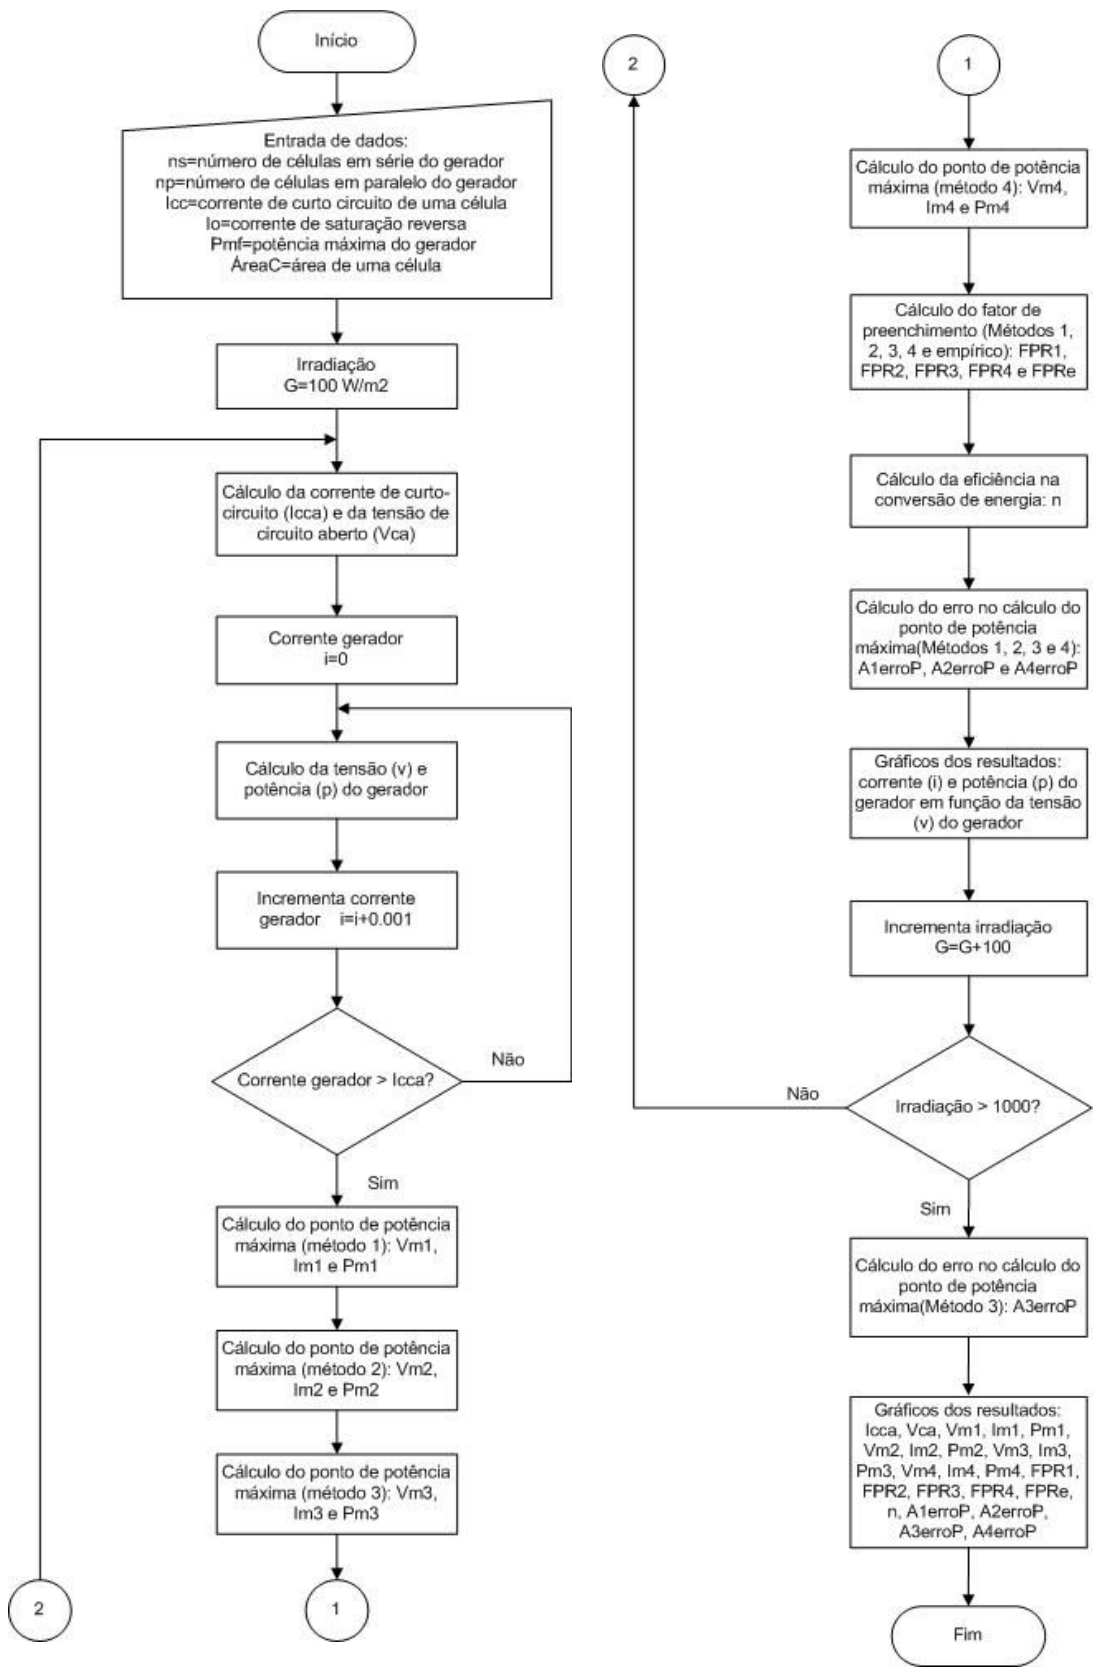 Início
Entrada de dados:
ns=número de células em série do gerador
np=número de células em paralelo do gerador
Icc=corrente de curto circuito de uma célula
Io=corrente de saturação reversa
Pmf=potência máxima do gerador
ÁreaC=área de uma célula
Irradiação
G=100 W/m2
Cálculo da corrente de curto-
circuito (Icca) e da tensão de
circuito aberto (Vca)
Corrente gerador
i=0
Cálculo da tensão (v) e
potência (p) do gerador
Incrementa corrente
gerador i=i+0.001
Corrente gerador > Icca?
Não
Sim
Cálculo do ponto de potência
máxima (método 1): Vm1,
Im1 e Pm1
Cálculo do ponto de potência
máxima (método 2): Vm2,
Im2 e Pm2
Cálculo do ponto de potência
máxima (método 3): Vm3,
Im3 e Pm3
2
1
2
1
Cálculo do ponto de potência
máxima (método 4): Vm4,
Im4 e Pm4
Cálculo do fator de
preenchimento (Métodos 1,
2, 3, 4 e empírico): FPR1,
FPR2, FPR3, FPR4 e FPRe
Cálculo da eficiência na
conversão de energia: n
Cálculo do erro no cálculo do
ponto de potência
máxima(Métodos 1, 2, 3 e 4):
A1erroP, A2erroP e A4erroP
Gráficos dos resultados:
corrente (i) e potência (p) do
gerador em função da tensão
(v) do gerador
Incrementa irradiação
G=G+100
Não
Irradiação > 1000?
Sim
Cálculo do erro no cálculo do
ponto de potência
máxima(Método 3): A3erroP
Gráficos dos resultados:
Icca, Vca, Vm1, Im1, Pm1,
Vm2, Im2, Pm2, Vm3, Im3,
Pm3, Vm4, Im4, Pm4, FPR1,
FPR2, FPR3, FPR4, FPRe,
n, A1erroP, A2erroP,
A3erroP, A4erroP
Fim